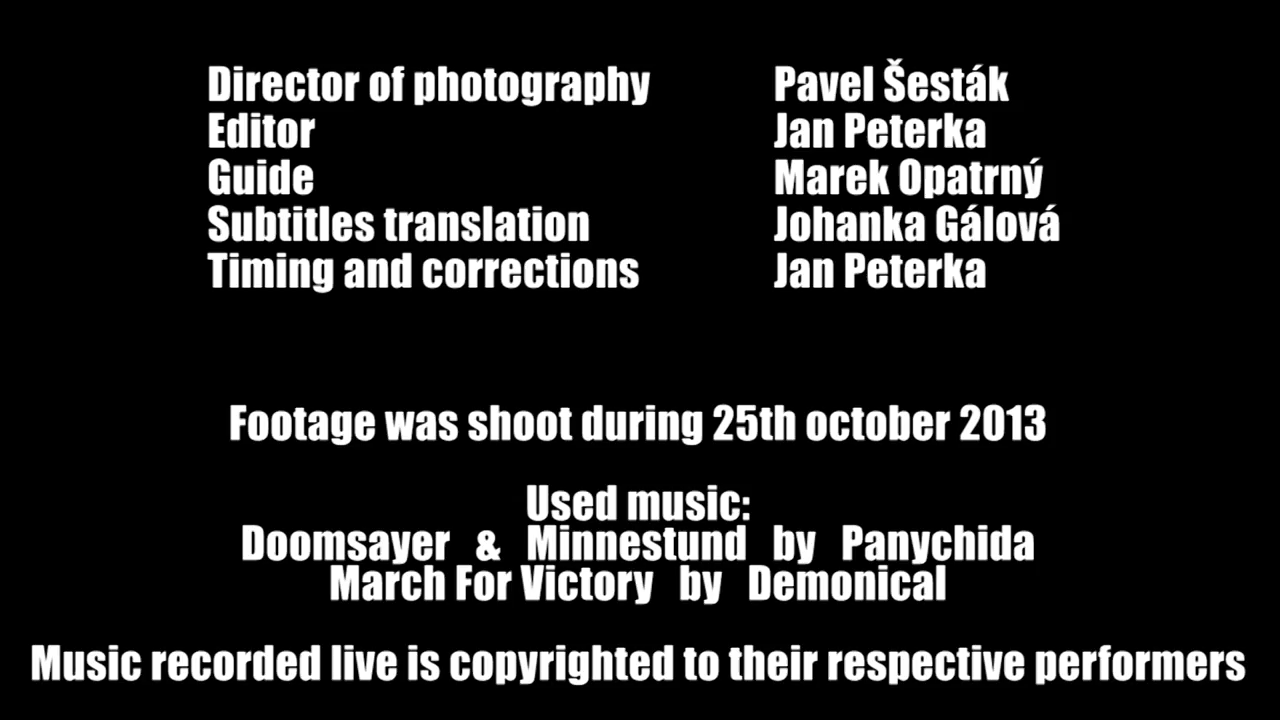 Director of photography Pavel Šesták
Editor Jan Peterka
Guide Marek Opatrný
Subtitles translation Johanka Gálová
Timing and corrections Jan Peterka
Footage was shoot during 25th october 2013
Used music:
Doomsayer & Minnestund by Panychida
March For Victory by Demonical
Music recorded live is copyrighted to their respective performers